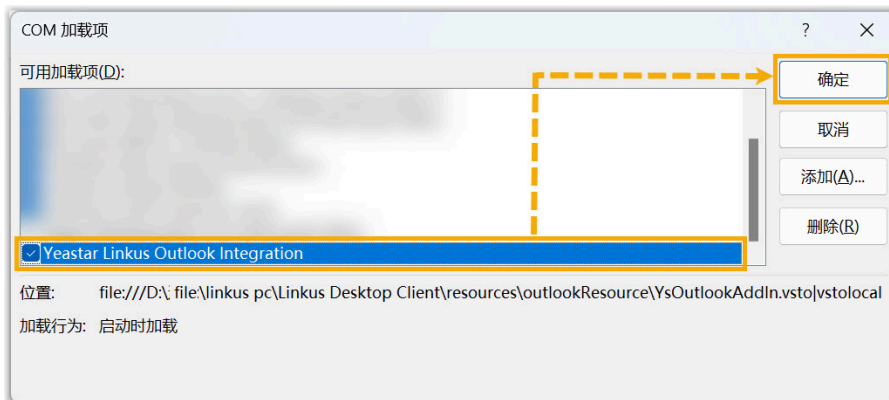 COM 加载项
? ×
可用加载项(D):
确定
取消
添加(A)...
删除(R)
Yeastar Linkus Outlook Integration
位置: file:///D:\ file:\linkus pc\Linkus Desktop Client\resources\outlookResource\YsOutlookAddIn.vsto|vstolocal
加载行为: 启动时加载